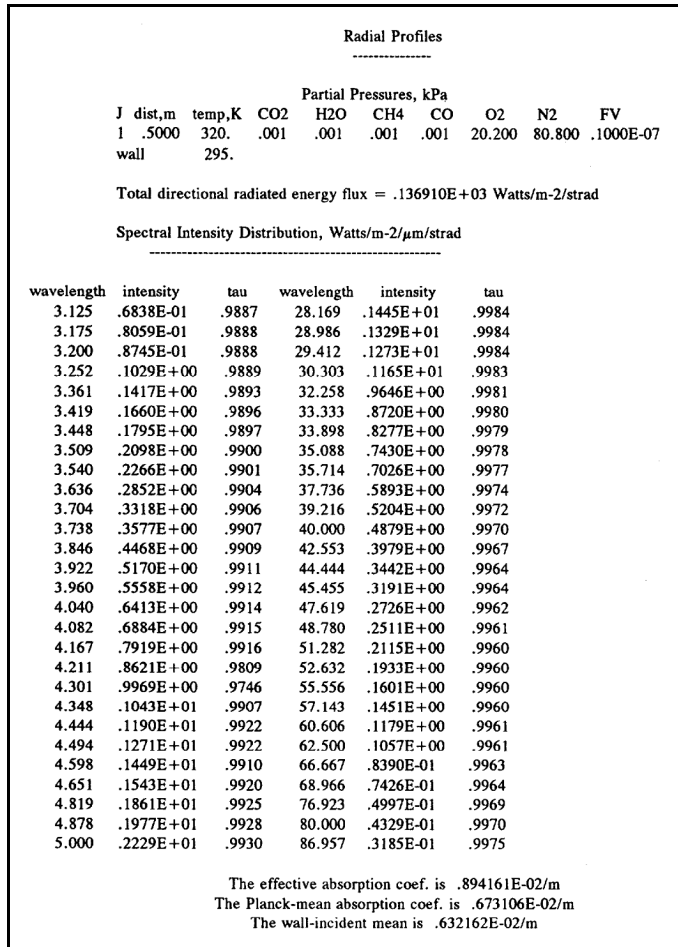 Radial Profiles
---------------
Partial Pressures, kPa
J dist,m temp,K CO2 H2O CH4 CO O2 N2 FV
1 .5000 320. .001 .001 .001 .001 20.200 80.800 .1000E-07
wall 295.
Total directional radiated energy flux = .136910E+03 Watts/m-2/strad
Spectral Intensity Distribution, Watts/m-2/μm/strad
------------------------------------------------------
wavelength intensity tau wavelength intensity tau
3.125 .6838E-01 .9887 28.169 .1445E+01 .9984
3.175 .8059E-01 .9888 28.986 .1329E+01 .9984
3.200 .8745E-01 .9888 29.412 .1273E+01 .9984
3.252 .1029E+00 .9889 30.303 .1165E+01 .9983
3.361 .1417E+00 .9893 32.258 .9646E+00 .9981
3.419 .1660E+00 .9896 33.333 .8720E+00 .9980
3.448 .1795E+00 .9897 33.898 .8277E+00 .9979
3.509 .2098E+00 .9900 35.088 .7430E+00 .9978
3.540 .2266E+00 .9901 35.714 .7026E+00 .9977
3.636 .2852E+00 .9904 37.736 .5893E+00 .9974
3.704 .3318E+00 .9906 39.216 .5204E+00 .9972
3.738 .3577E+00 .9907 40.000 .4879E+00 .9970
3.846 .4468E+00 .9909 42.553 .3979E+00 .9967
3.922 .5170E+00 .9911 44.444 .3442E+00 .9964
3.960 .5558E+00 .9912 45.455 .3191E+00 .9964
4.040 .6413E+00 .9914 47.619 .2726E+00 .9962
4.082 .6884E+00 .9915 48.780 .2511E+00 .9961
4.167 .7919E+00 .9916 51.282 .2115E+00 .9960
4.211 .8621E+00 .9809 52.632 .1933E+00 .9960
4.301 .9969E+00 .9746 55.556 .1601E+00 .9960
4.348 .1043E+01 .9907 57.143 .1451E+00 .9960
4.444 .1190E+01 .9922 60.606 .1179E+00 .9961
4.494 .1271E+01 .9922 62.500 .1057E+00 .9961
4.598 .1449E+01 .9910 66.667 .8390E-01 .9963
4.651 .1543E+01 .9920 68.966 .7426E-01 .9964
4.819 .1861E+01 .9925 76.923 .4997E-01 .9969
4.878 .1977E+01 .9928 80.000 .4329E-01 .9970
5.000 .2229E+01 .9930 86.957 .3185E-01 .9975
The effective absorption coef. is .894161E-02/m
The Planck-mean absorption coef. is .673106E-02/m
The wall-incident mean is .632162E-02/m